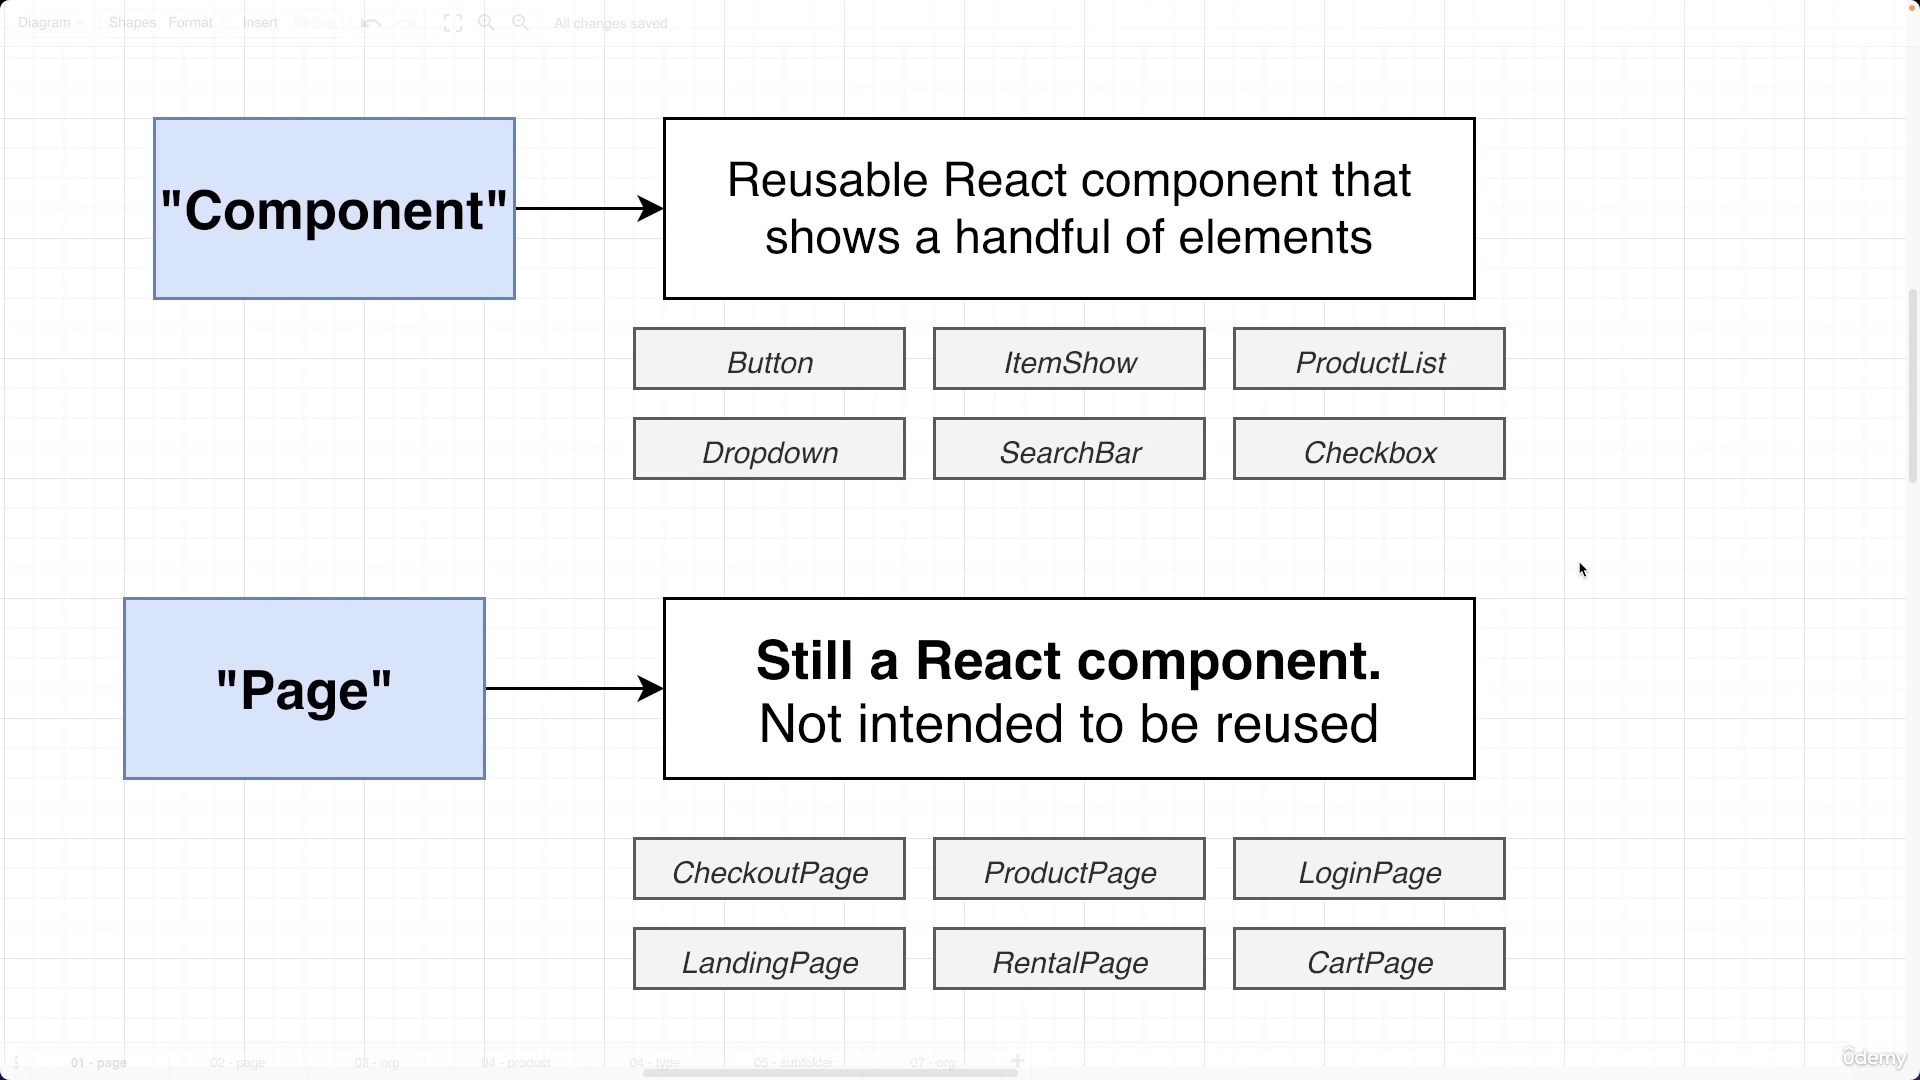 Diagram
Shapes
Format
Insert
Delete
All changes saved
"Component"
Reusable React component that
shows a handful of elements
Button
ItemShow
ProductList
Dropdown
SearchBar
Checkbox
"Page"
Still a React component.
Not intended to be reused
CheckoutPage
ProductPage
LoginPage
LandingPage
RentalPage
CartPage
01 - page
02 - page
03 - org
04 - product
04 - type
05 - subfolder
07 - org
ûdemy